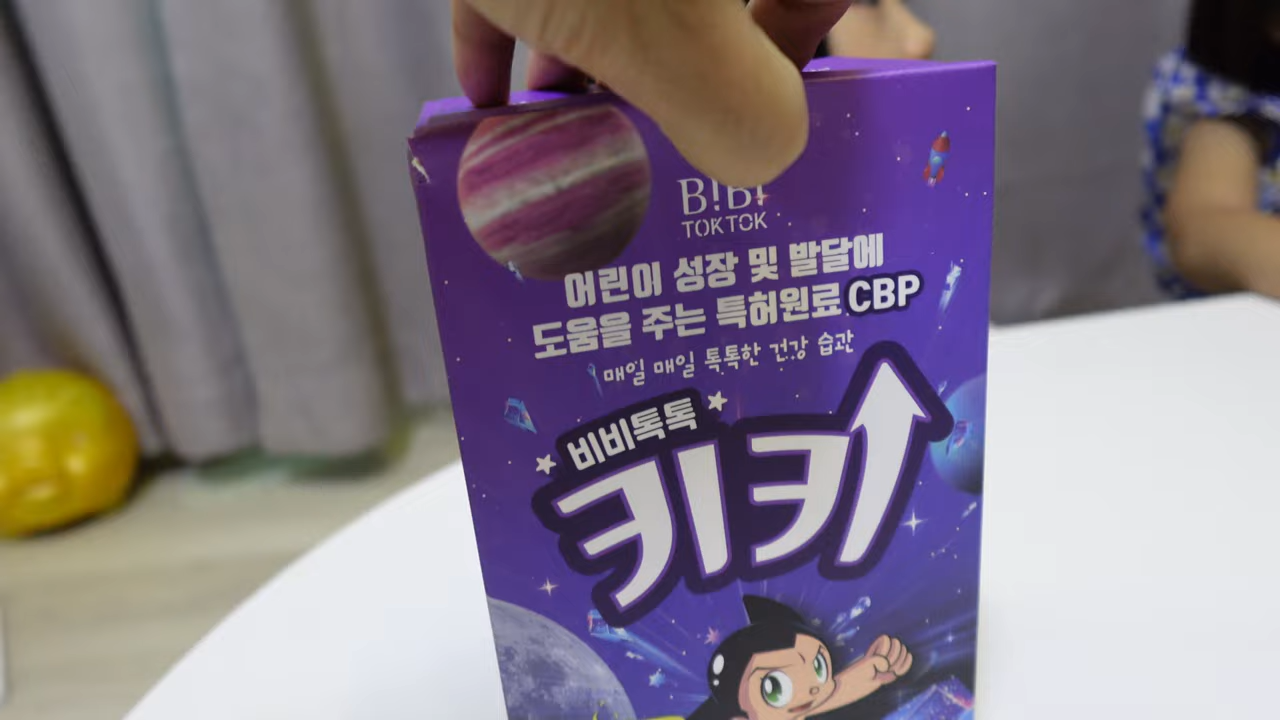 B!B!
TOKTOK
어린이 성장 및 발달에
도움을 주는 특허원료 CBP
매일 매일 톡톡한 건강 습관
비비톡톡
키키